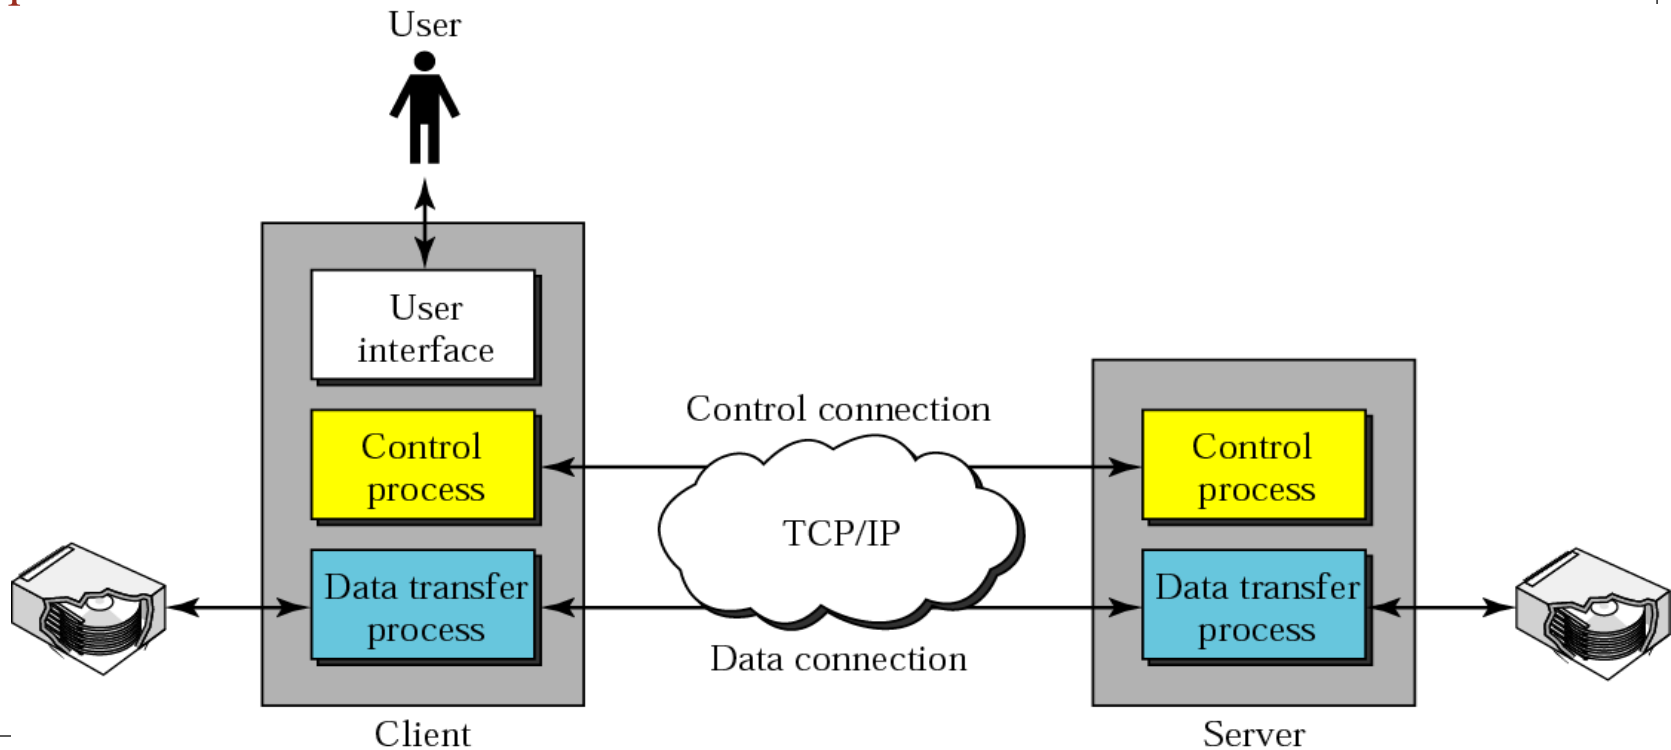 User
User
interface
Control connection
Control
process
TCP/IP
Control
process
Data transfer
process
Data connection
Data transfer
process
Client
Server